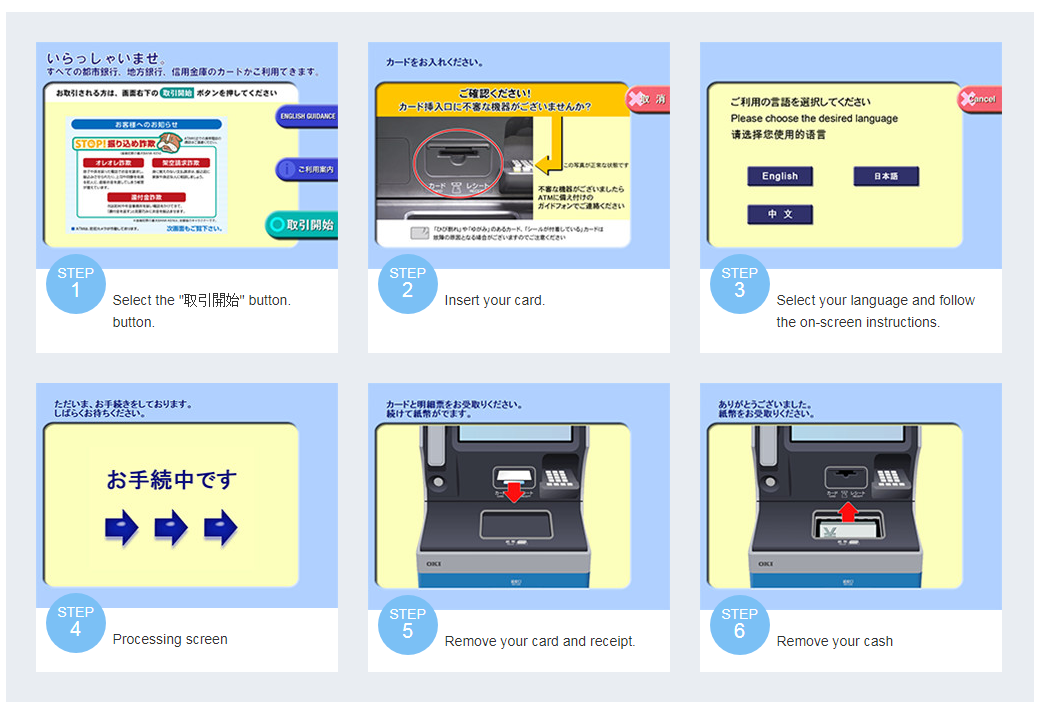 いらっしゃいませ。
すべての都市銀行、地方銀行、信用金庫のカードがご利用できます。
お取引される方は、画面右下の 取引開始 ボタンを押してください
お客様へのお知らせ
STOP!振り込め詐欺
オレオレ詐欺
架空請求詐欺
還付金詐欺
次回面もご覧下さい。
ENGLISH GUIDANCE
ご利用案内
取引開始
STEP
1
Select the "取引開始" button.
button.
カードをお入れください。
ご確認ください!
カード挿入口に不審な機器がございませんか?
取 消
この写真が正常な状態です
カード
レシート
不審な機器がございましたら
ATMに備え付けの
ガイドフォンでご連絡ください
「ひび割れ」や「ゆがみ」のあるカード、「シールが付着している」カードは
故障の原因となる場合がございますのでご注意ください
STEP
2
Insert your card.
Cancel
ご利用の言語を選択してください
Please choose the desired language
请选择您使用的语言
English
日本語
中 文
STEP
3
Select your language and follow
the on-screen instructions.
ただいま、お手続きをしております。
しばらくお待ちください。
お手続中です
STEP
4
Processing screen
カードと明細票をお受取りください。
続けて紙幣がでます。
OKI
STEP
5
Remove your card and receipt.
ありがとうございました。
紙幣をお受取りください。
カード
レシート
OKI
STEP
6
Remove your cash